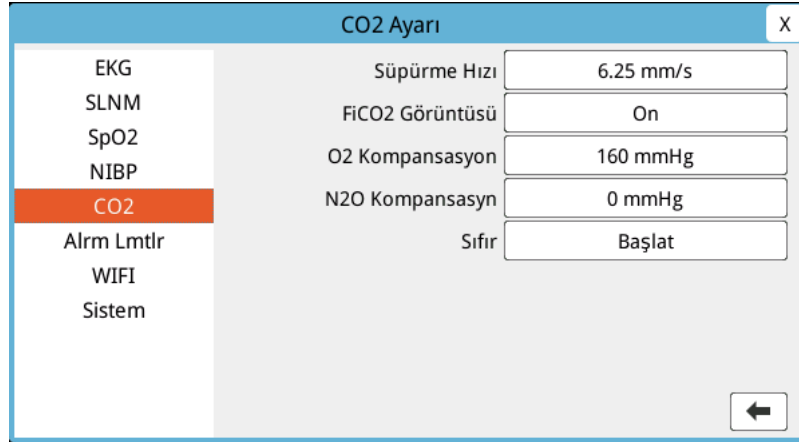 CO2 Ayarı
X
EKG
SLNM
SpO2
NIBP
CO2
Alrm Lmtlr
WIFI
Sistem
Süpürme Hızı 6.25 mm/s
FiCO2 Görüntüsü On
O2 Kompansasyon 160 mmHg
N2O Kompansasyn 0 mmHg
Sıfır Başlat